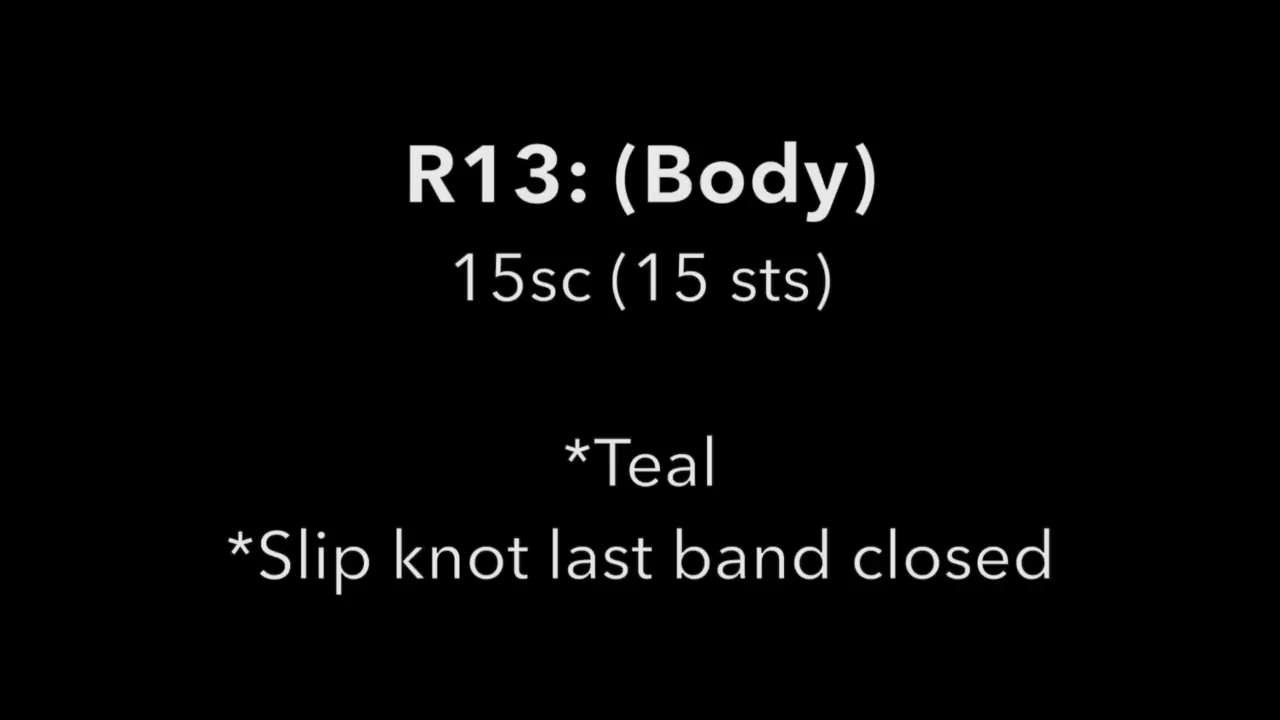 R13: (Body)
15sc (15 sts)
*Teal
*Slip knot last band closed